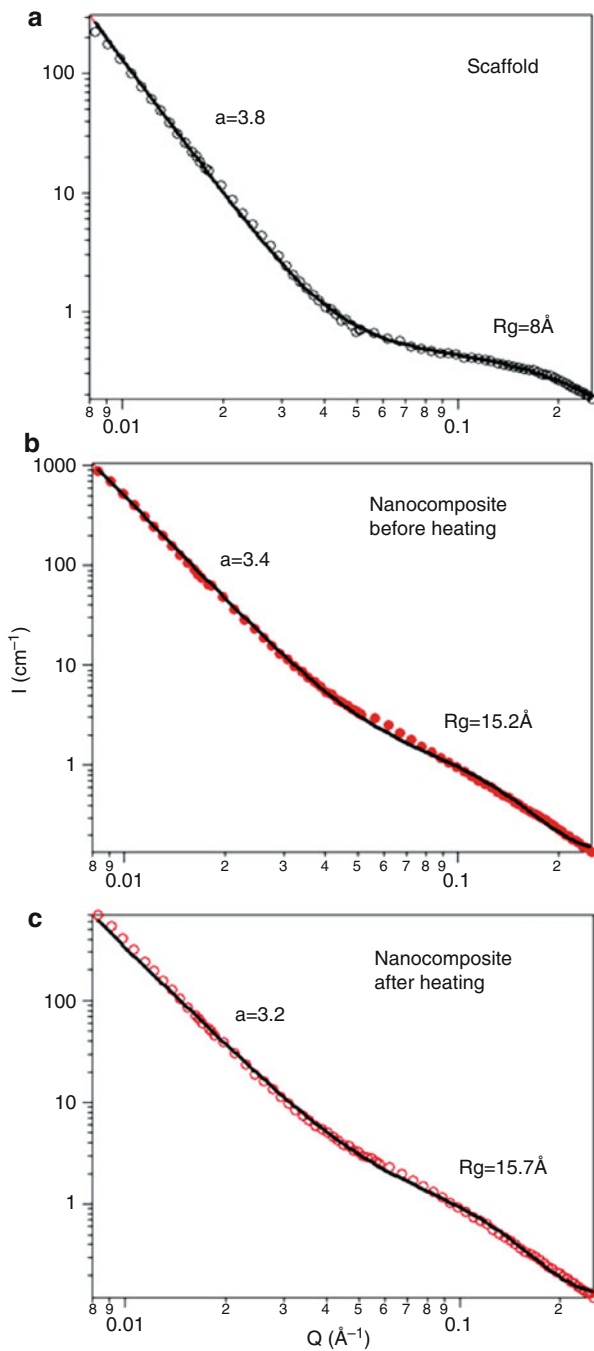 a
Scaffold
100
a=3.8
10
1
Rg=8Å
8 9 2 3 4 5 6 7 8 9 2
0.01 0.1
b
1000
Nanocomposite
before heating
100
a=3.4
I (cm⁻¹)
10
Rg=15.2Å
1
8 9 2 3 4 5 6 7 8 9 2
0.01 0.1
c
Nanocomposite
after heating
100
a=3.2
10
Rg=15.7Å
1
8 9 2 3 4 5 6 7 8 9 2
0.01 0.1
Q (Å⁻¹)